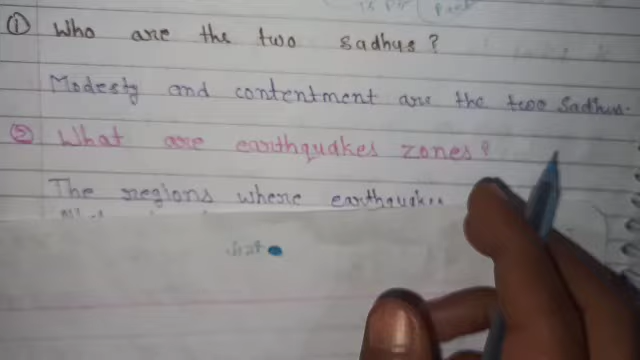 ① Who are the two sadhus?
Modesty and contentment are the two sadhus.
② What are earthquakes zones?
The regions where earthquakes